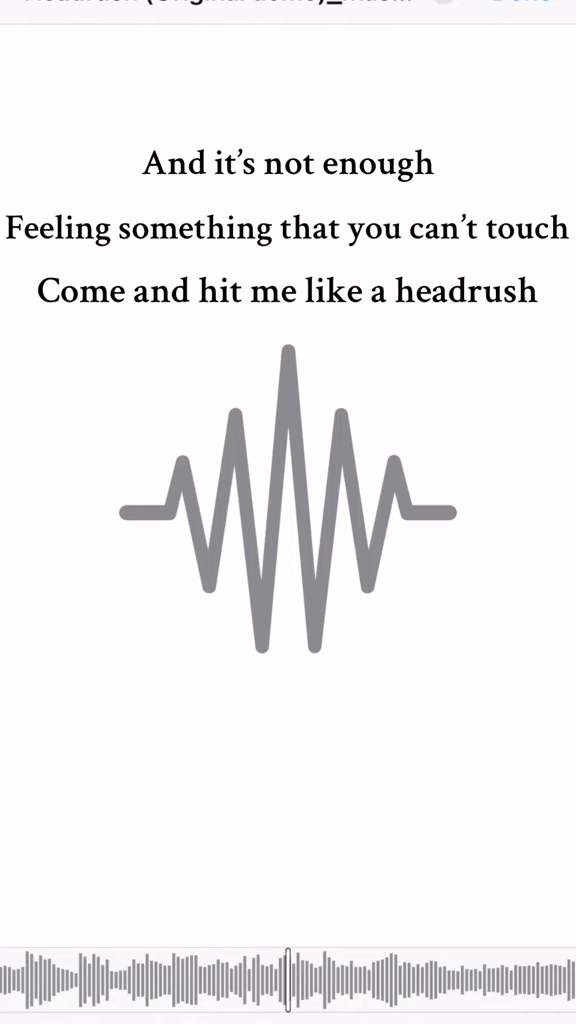 And it’s not enough
Feeling something that you can’t touch
Come and hit me like a headrush